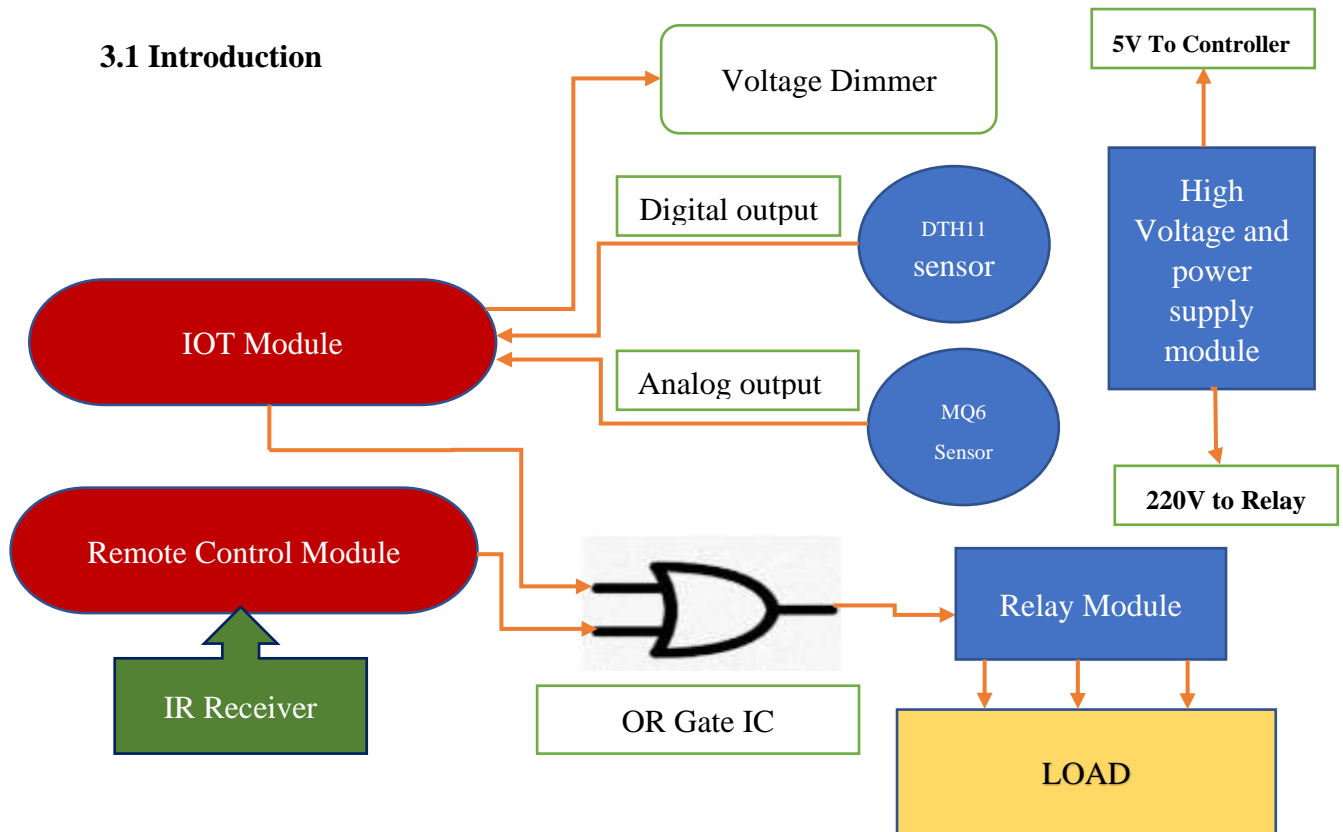 3.1 Introduction
Voltage Dimmer
5V To Controller
Digital output
DTH11
sensor
High
Voltage and
power
supply
module
IOT Module
Analog output
MQ6
Sensor
220V to Relay
Remote Control Module
Relay Module
IR Receiver
OR Gate IC
LOAD